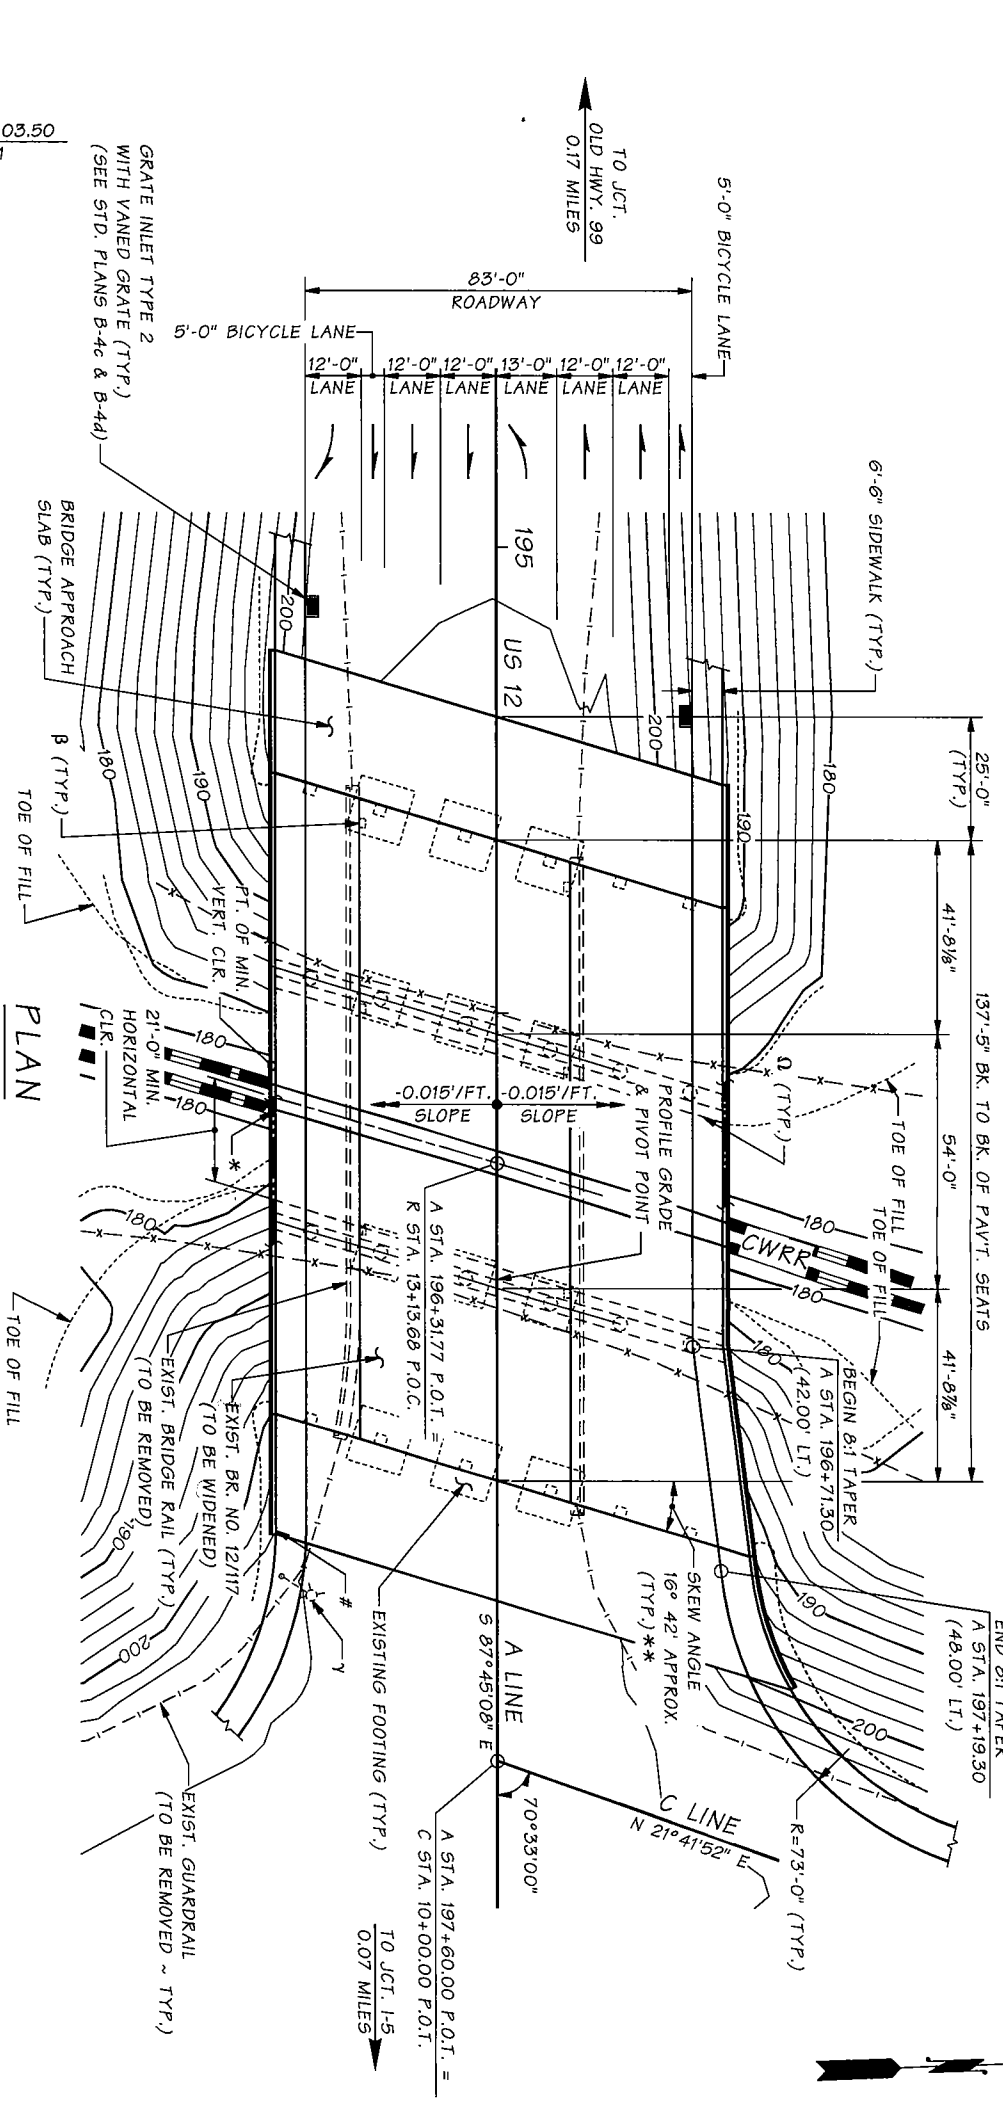 03.50
TO JCT.
OLD HWY. 99
0.17 MILES
GRATE INLET TYPE 2
WITH VANED GRATE (TYP.)
(SEE STD. PLANS B-4c & B-4d)
5'-0" BICYCLE LANE
83'-0"
ROADWAY
5'-0" BICYCLE LANE
12'-0"
LANE
12'-0"
LANE
12'-0"
LANE
13'-0"
LANE
12'-0"
LANE
12'-0"
LANE
6'-6" SIDEWALK (TYP.)
BRIDGE APPROACH
SLAB (TYP.)
195
US 12
200
200
25'-0"
(TYP.)
137'-5" BK. TO BK. OF PAV'T. SEATS
41'-8⅛"
54'-0"
41'-8⅞"
180
190
180
190
β (TYP.)
TOE OF FILL
PT. OF MIN.
VERT. CLR.
21'-0" MIN.
HORIZONTAL
CLR.
180
180
*
180
PLAN
-0.015'/FT.
SLOPE
-0.015'/FT.
SLOPE
PROFILE GRADE
& PIVOT POINT
Ω (TYP.)
TOE OF FILL
TOE OF FILL
180
CWRR
180
180
A STA. 196+31.77 P.O.T. =
R STA. 13+13.68 P.O.C.
BEGIN 8:1 TAPER
A STA. 196+71.30
(42.00' LT.)
TOE OF FILL
EXIST. BRIDGE RAIL (TYP.)
(TO BE REMOVED)
EXIST. BR. NO. 12/117
(TO BE WIDENED)
190
200
#
γ
EXISTING FOOTING (TYP.)
SKEW ANGLE
16° 42' APPROX.
(TYP.)**
190
200
A STA. 197+19.30
(48.00' LT.)
A LINE
S 87°45'08" E
70°33'00"
C LINE
N 21°41'52" E
R=73'-0" (TYP.)
EXIST. GUARDRAIL
(TO BE REMOVED ~ TYP.)
A STA. 197+60.00 P.O.T. =
C STA. 10+00.00 P.O.T.
TO JCT. I-5
0.07 MILES